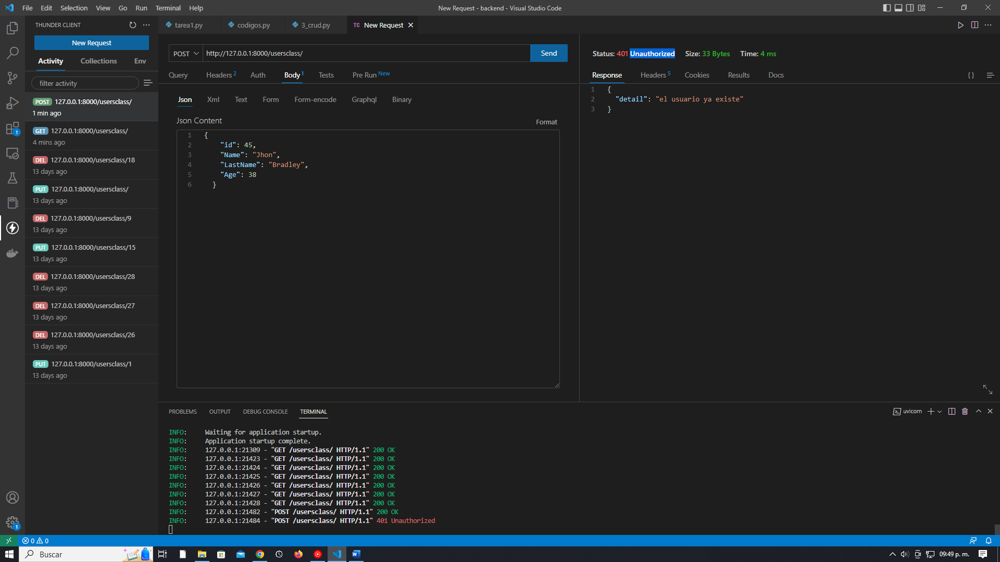 File Edit Selection View Go Run Terminal Help
New Request - backend - Visual Studio Code
THUNDER CLIENT
New Request
Activity Collections Env
filter activity
POST 127.0.0.1:8000/usersclass/
1 min ago
GET 127.0.0.1:8000/usersclass/
4 mins ago
DEL 127.0.0.1:8000/usersclass/18
13 days ago
PUT 127.0.0.1:8000/usersclass/
13 days ago
DEL 127.0.0.1:8000/usersclass/9
13 days ago
PUT 127.0.0.1:8000/usersclass/15
13 days ago
DEL 127.0.0.1:8000/usersclass/28
13 days ago
DEL 127.0.0.1:8000/usersclass/27
13 days ago
DEL 127.0.0.1:8000/usersclass/26
13 days ago
PUT 127.0.0.1:8000/usersclass/1
13 days ago
tarea1.py codigos.py 3_crud.py TC New Request
POST http://127.0.0.1:8000/usersclass/ Send
Query Headers 2 Auth Body 1 Tests Pre Run New
Json Xml Text Form Form-encode Graphql Binary
Json Content Format
1 {
2 "id": 45,
3 "Name": "Jhon",
4 "LastName": "Bradley",
5 "Age": 38
6 }
Status: 401 Unauthorized Size: 33 Bytes Time: 4 ms
Response Headers 5 Cookies Results Docs { }
1 {
2 "detail": "el usuario ya existe"
3 }
PROBLEMS OUTPUT DEBUG CONSOLE TERMINAL uvicorn
INFO: Waiting for application startup.
INFO: Application startup complete.
INFO: 127.0.0.1:21309 - "GET /usersclass/ HTTP/1.1" 200 OK
INFO: 127.0.0.1:21423 - "GET /usersclass/ HTTP/1.1" 200 OK
INFO: 127.0.0.1:21424 - "GET /usersclass/ HTTP/1.1" 200 OK
INFO: 127.0.0.1:21425 - "GET /usersclass/ HTTP/1.1" 200 OK
INFO: 127.0.0.1:21426 - "GET /usersclass/ HTTP/1.1" 200 OK
INFO: 127.0.0.1:21427 - "GET /usersclass/ HTTP/1.1" 200 OK
INFO: 127.0.0.1:21428 - "GET /usersclass/ HTTP/1.1" 200 OK
INFO: 127.0.0.1:21482 - "POST /usersclass/ HTTP/1.1" 200 OK
INFO: 127.0.0.1:21484 - "POST /usersclass/ HTTP/1.1" 401 Unauthorized
1
1
0 0
Buscar
09:49 p. m.